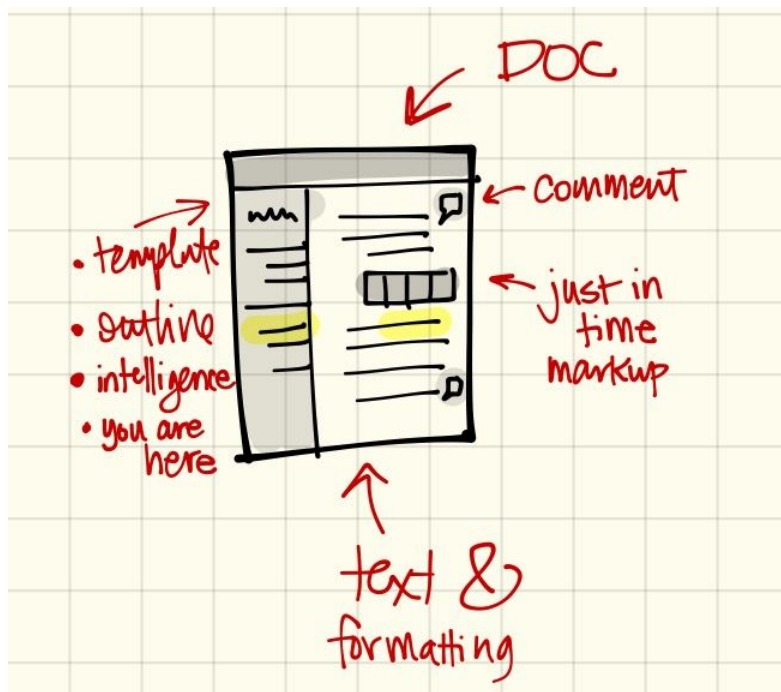 DOC
comment
• template
just in
time
markup
• outline
• intelligence
• you are
here
text &
formatting